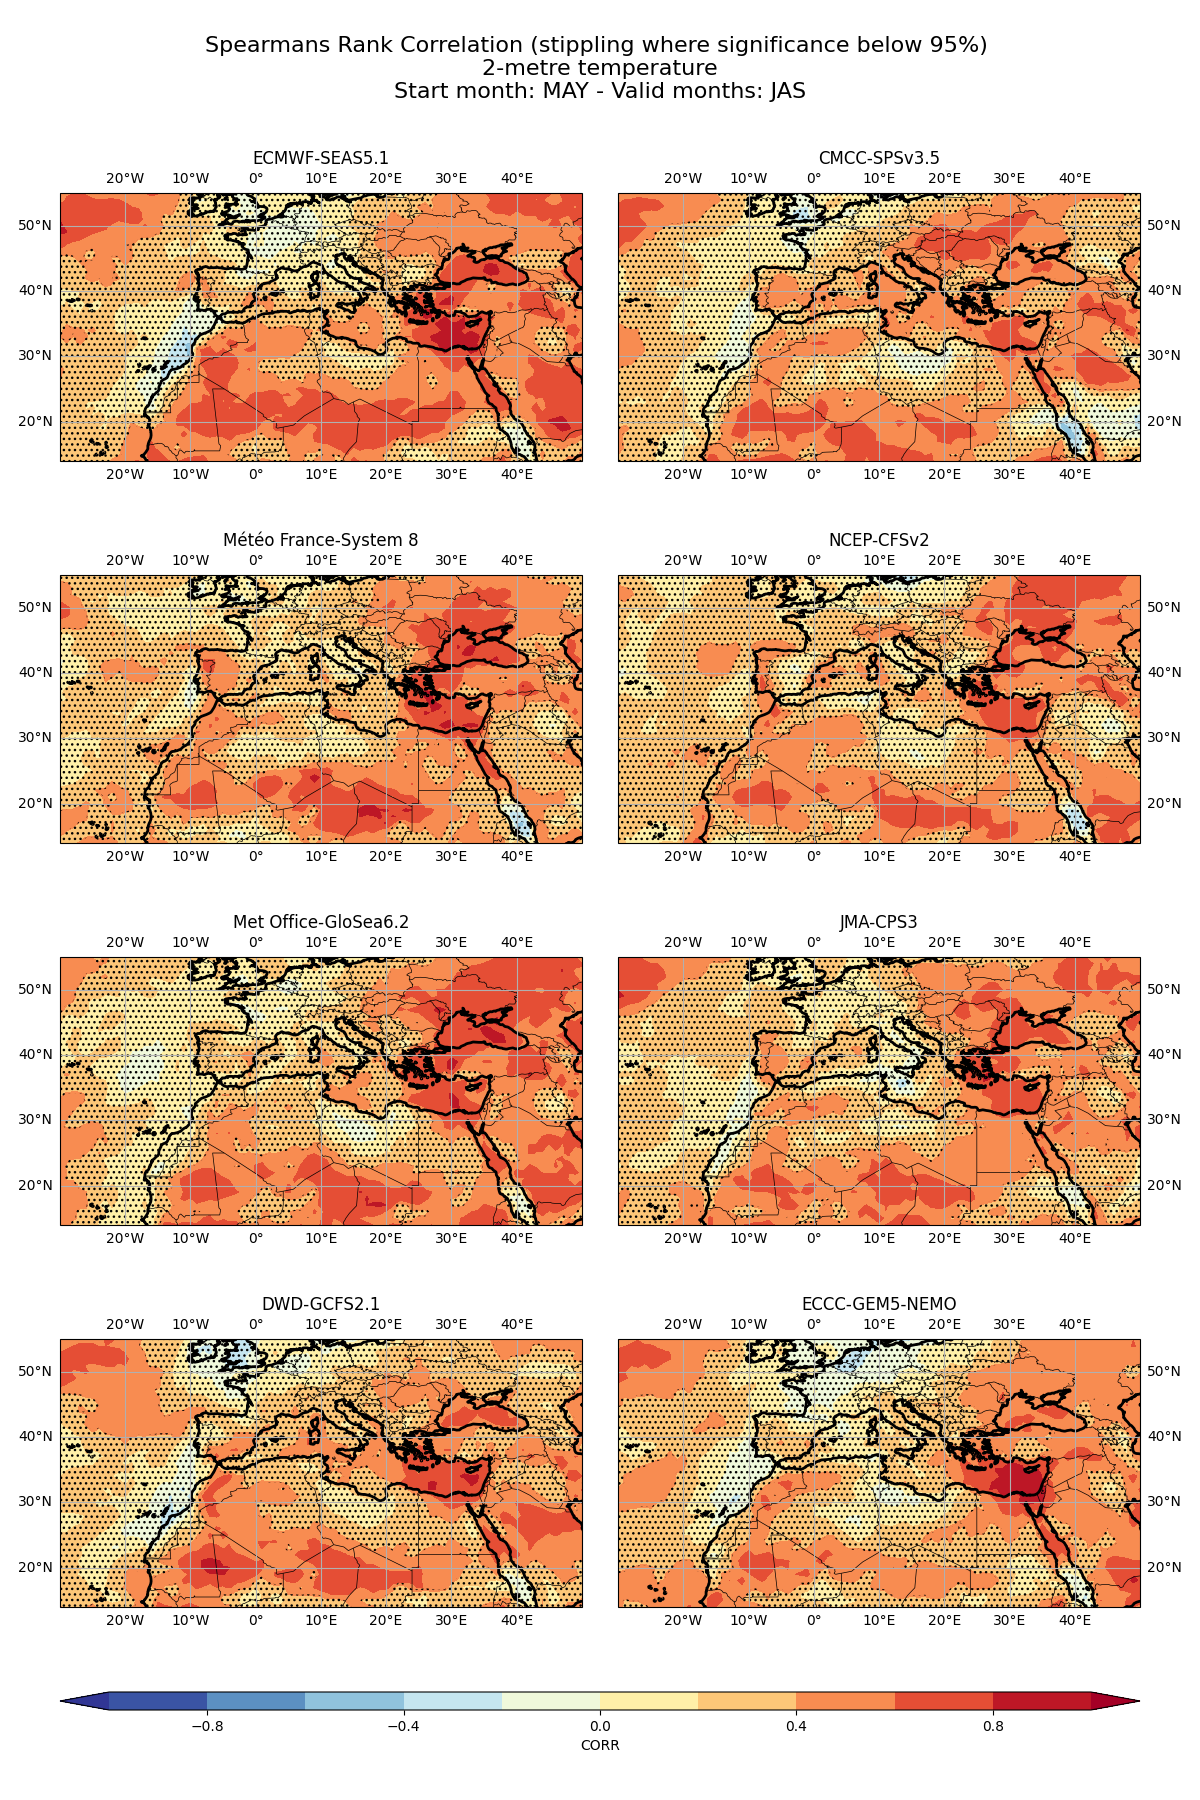 Spearmans Rank Correlation (stippling where significance below 95%)
2-metre temperature
Start month: MAY - Valid months: JAS
ECMWF-SEAS5.1
CMCC-SPSv3.5
20°W 10°W 0° 10°E 20°E 30°E 40°E
20°W 10°W 0° 10°E 20°E 30°E 40°E
50°N
50°N
40°N
40°N
30°N
30°N
20°N
20°N
20°W 10°W 0° 10°E 20°E 30°E 40°E
20°W 10°W 0° 10°E 20°E 30°E 40°E
Météo France-System 8
NCEP-CFSv2
20°W 10°W 0° 10°E 20°E 30°E 40°E
20°W 10°W 0° 10°E 20°E 30°E 40°E
50°N
50°N
40°N
40°N
30°N
30°N
20°N
20°N
20°W 10°W 0° 10°E 20°E 30°E 40°E
20°W 10°W 0° 10°E 20°E 30°E 40°E
Met Office-GloSea6.2
JMA-CPS3
20°W 10°W 0° 10°E 20°E 30°E 40°E
20°W 10°W 0° 10°E 20°E 30°E 40°E
50°N
50°N
40°N
40°N
30°N
30°N
20°N
20°N
20°W 10°W 0° 10°E 20°E 30°E 40°E
20°W 10°W 0° 10°E 20°E 30°E 40°E
DWD-GCFS2.1
ECCC-GEM5-NEMO
20°W 10°W 0° 10°E 20°E 30°E 40°E
20°W 10°W 0° 10°E 20°E 30°E 40°E
50°N
50°N
40°N
40°N
30°N
30°N
20°N
20°N
20°W 10°W 0° 10°E 20°E 30°E 40°E
20°W 10°W 0° 10°E 20°E 30°E 40°E
−0.8 −0.4 0.0 0.4 0.8
CORR